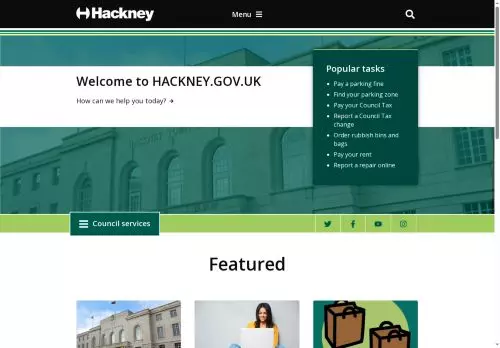 Hackney
Menu
Welcome to HACKNEY.GOV.UK
How can we help you today?
Popular tasks
Pay a parking fine
Find your parking zone
Pay your Council Tax
Report a Council Tax
change
Order rubbish bins and
bags
Pay your rent
Report a repair online
Council services
Featured